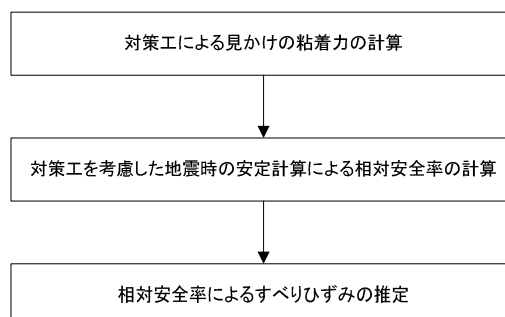 対策工による見かけの粘着力の計算
対策工を考慮した地震時の安定計算による相対安全率の計算
相対安全率によるすべりひずみの推定